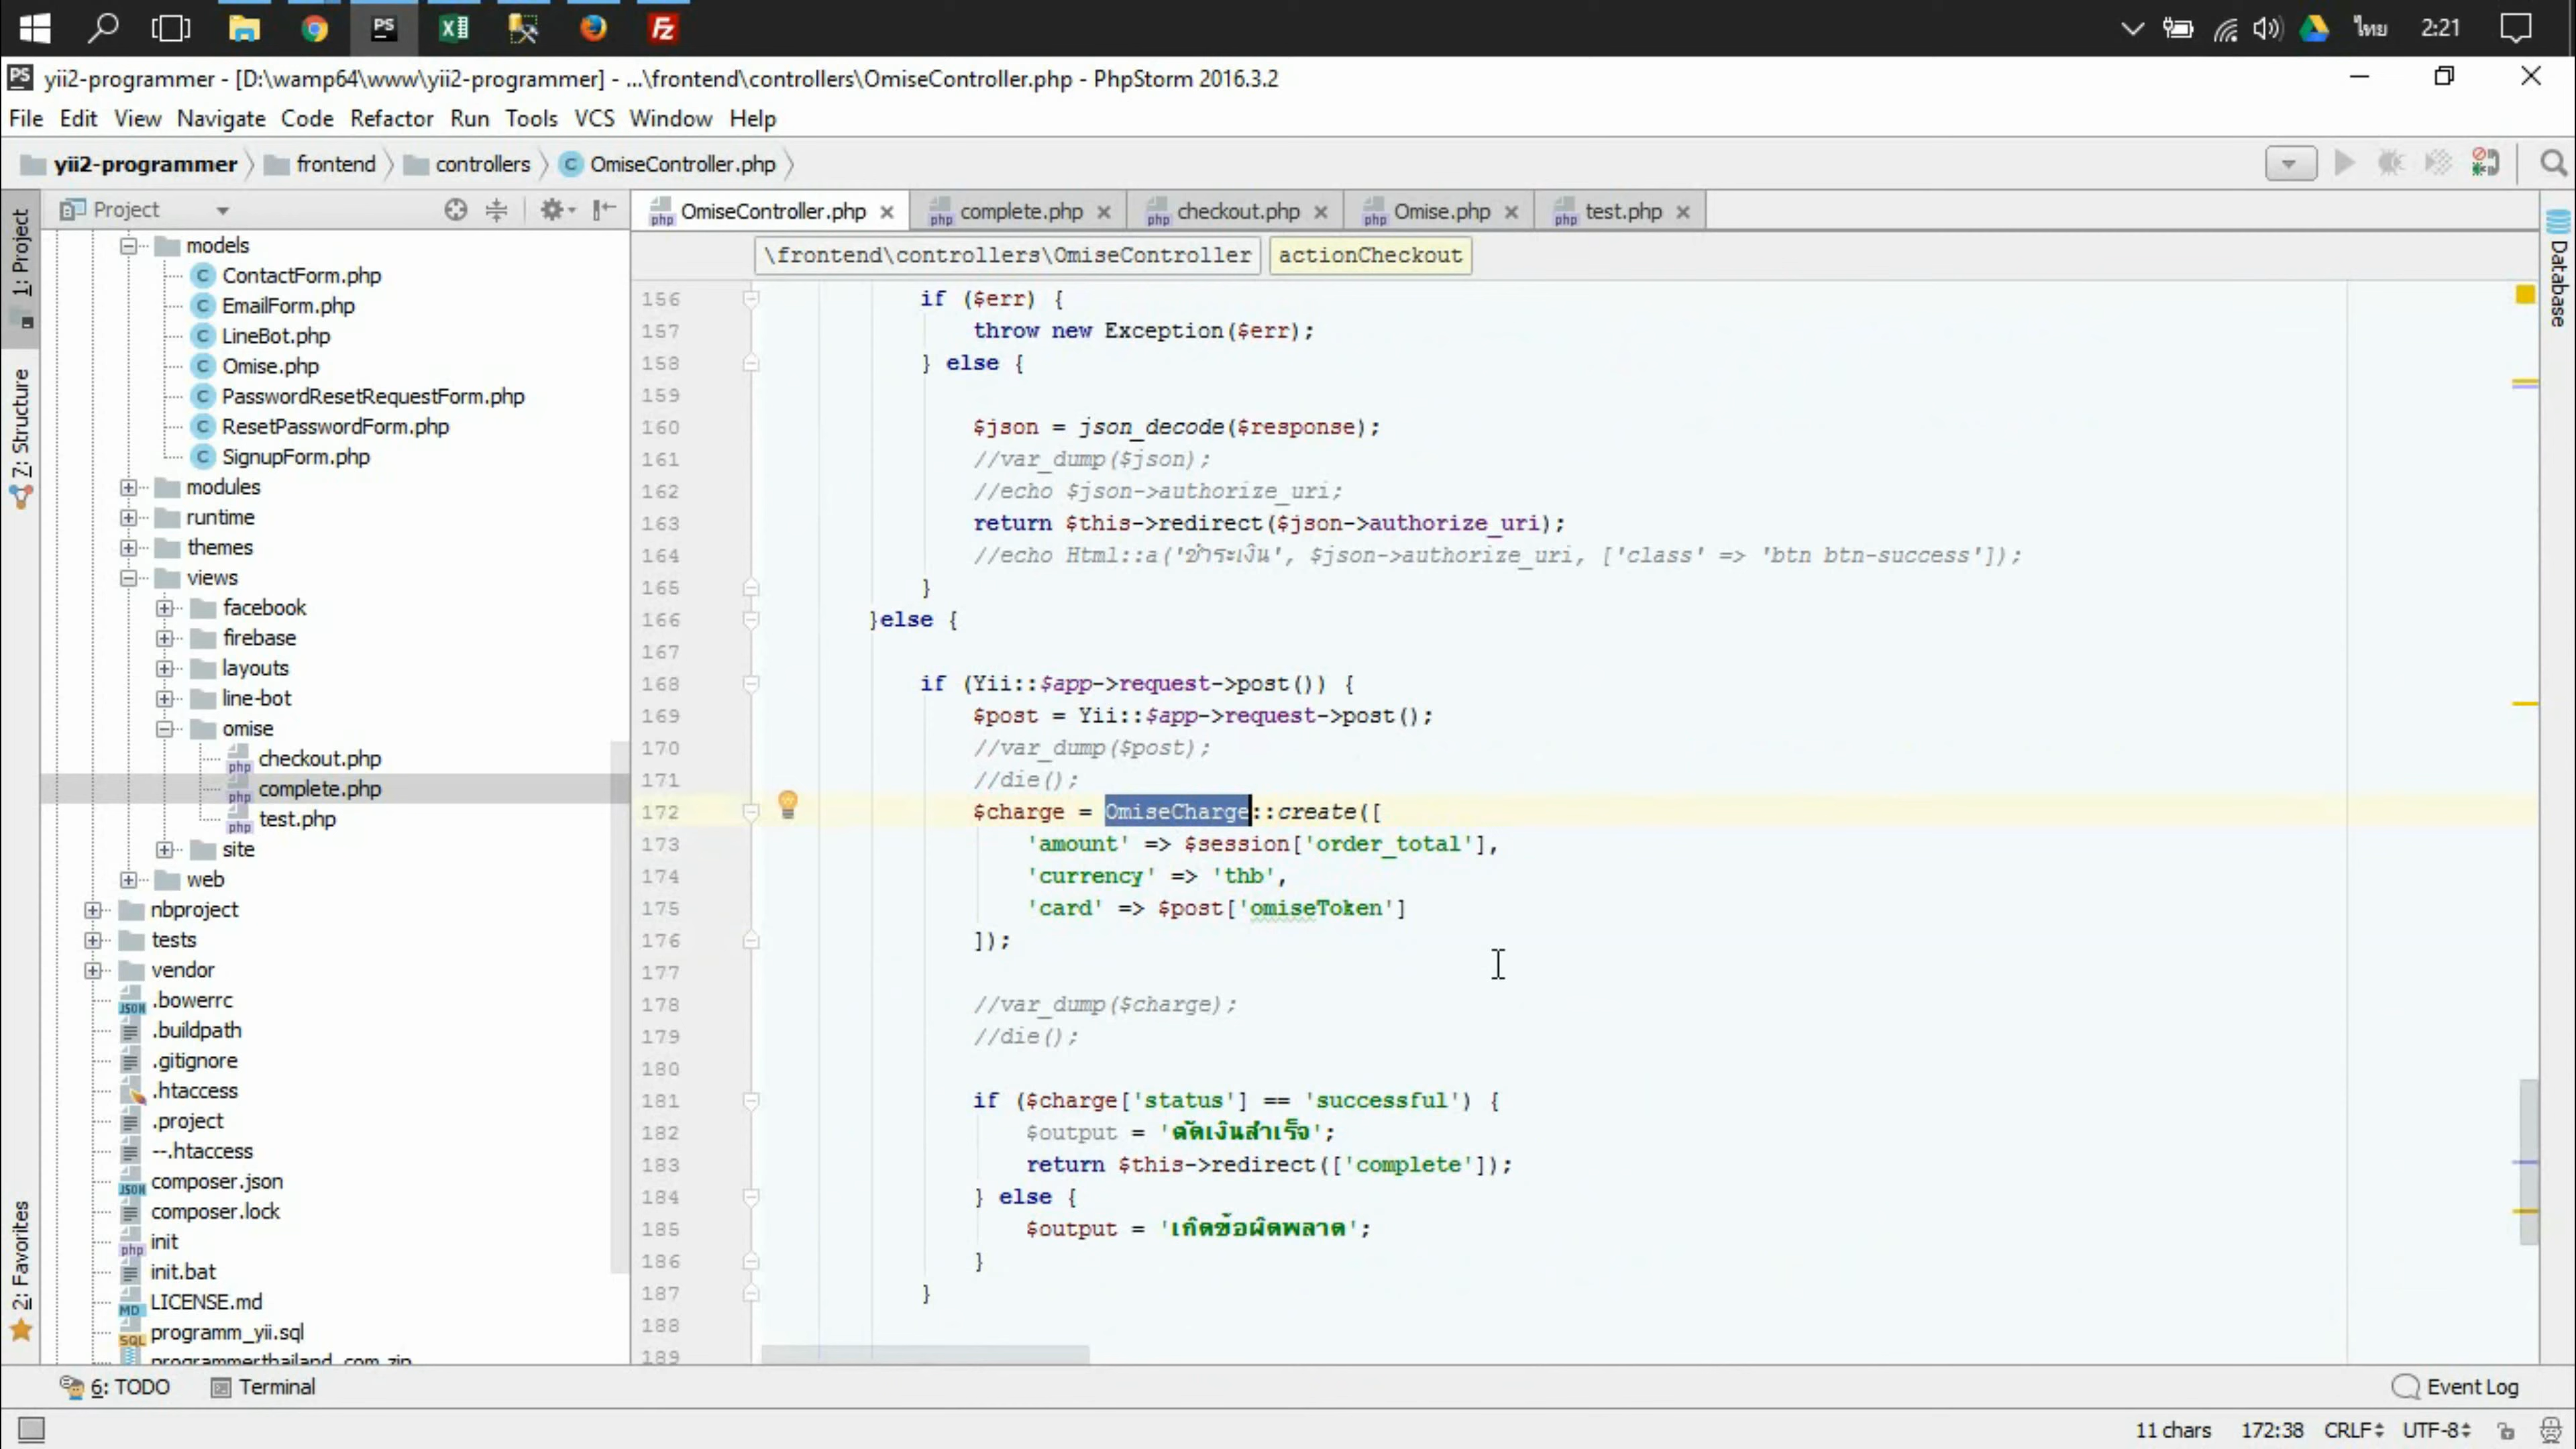 ไทย 2:21
yii2-programmer - [D:\wamp64\www\yii2-programmer] - ...\frontend\controllers\OmiseController.php - PhpStorm 2016.3.2
File Edit View Navigate Code Refactor Run Tools VCS Window Help
yii2-programmer frontend controllers OmiseController.php
Project
OmiseController.php complete.php checkout.php Omise.php test.php
\frontend\controllers\OmiseController actionCheckout
1: Project
7: Structure
2: Favorites
Database
models
ContactForm.php
EmailForm.php
LineBot.php
Omise.php
PasswordResetRequestForm.php
ResetPasswordForm.php
SignupForm.php
modules
runtime
themes
views
facebook
firebase
layouts
line-bot
omise
checkout.php
complete.php
test.php
site
web
nbproject
tests
vendor
.bowerrc
.buildpath
.gitignore
.htaccess
.project
--.htaccess
composer.json
composer.lock
init
init.bat
LICENSE.md
programm_yii.sql
programmerthailand_com.zip
156 if ($err) {
157 throw new Exception($err);
158 } else {
159
160 $json = json_decode($response);
161 //var_dump($json);
162 //echo $json->authorize_uri;
163 return $this->redirect($json->authorize_uri);
164 //echo Html::a('ชำระเงิน', $json->authorize_uri, ['class' => 'btn btn-success']);
165 }
166 }else {
167
168 if (Yii::$app->request->post()) {
169 $post = Yii::$app->request->post();
170 //var_dump($post);
171 //die();
172 $charge = OmiseCharge::create([
173 'amount' => $session['order_total'],
174 'currency' => 'thb',
175 'card' => $post['omiseToken']
176 ]);
177
178 //var_dump($charge);
179 //die();
180
181 if ($charge['status'] == 'successful') {
182 $output = 'ตัดเงินสำเร็จ';
183 return $this->redirect(['complete']);
184 } else {
185 $output = 'เกิดข้อผิดพลาด';
186 }
187 }
188
189
6: TODO Terminal Event Log
11 chars 172:38 CRLF UTF-8